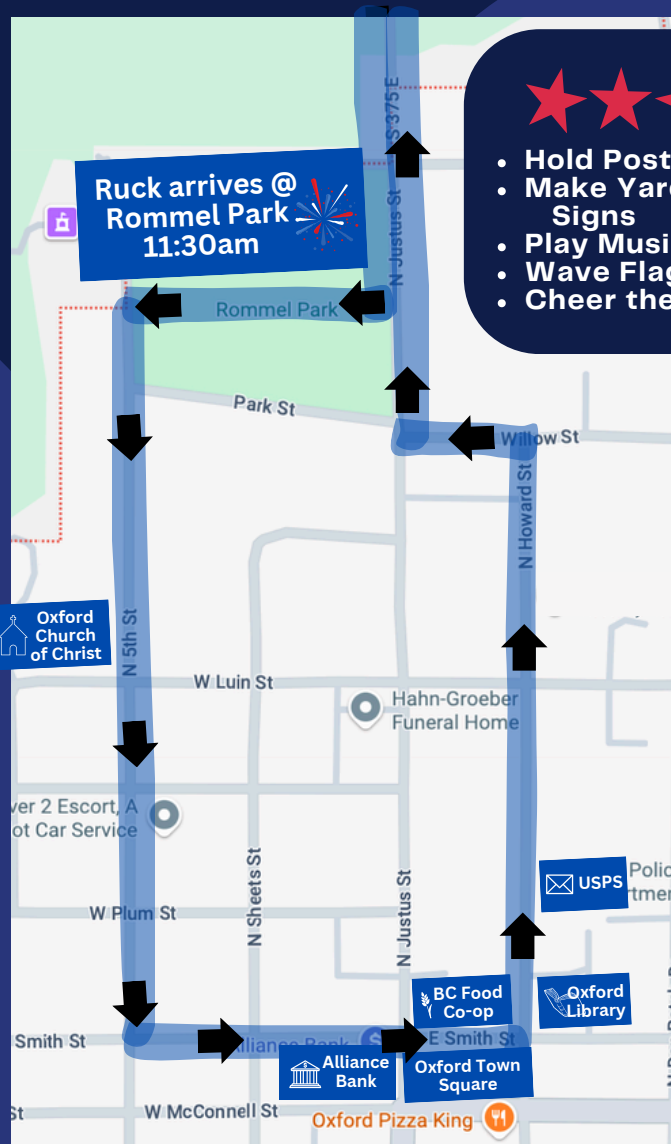 S 375 E
Ruck arrives @
Rommel Park
11:30am
N Justus St
Hold Post
Make Yar
Signs
Play Musi
Wave Flag
Cheer the
Rommel Park
Park St
Willow St
N Howard St
Oxford
Church
of Christ
N 5th St
W Luin St
Hahn-Groeber
Funeral Home
ver 2 Escort, A
ot Car Service
N Sheets St
N Justus St
USPS
Polic
rtmen
W Plum St
BC Food
Co-op
Oxford
Library
Smith St
Alliance Bank
E Smith St
Alliance
Bank
Oxford Town
Square
St
W McConnell St
Oxford Pizza King